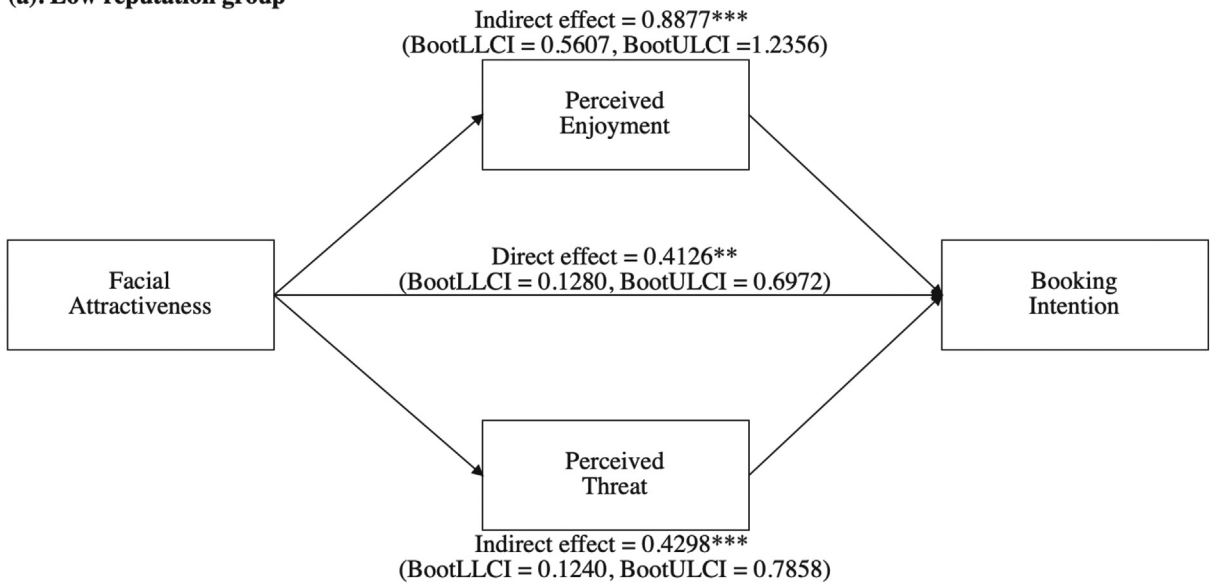 (a). Low reputation group
Indirect effect = 0.8877***
(BootLLCI = 0.5607, BootULCI =1.2356)
Perceived
Enjoyment
Direct effect = 0.4126**
(BootLLCI = 0.1280, BootULCI = 0.6972)
Facial
Attractiveness
Booking
Intention
Perceived
Threat
Indirect effect = 0.4298***
(BootLLCI = 0.1240, BootULCI = 0.7858)